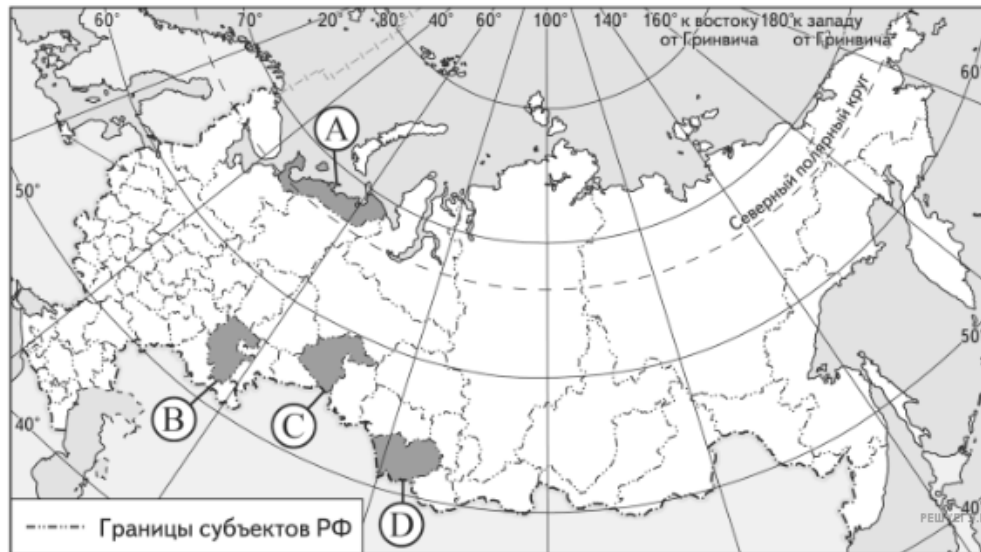 60° 70° 20° 40° 60° 100° 140° 160° к востоку 180° к западу
от Гринвича от Гринвича
60°
A
Северный полярный круг
50°
50°
B
C
40°
D
40°
Границы субъектов РФ